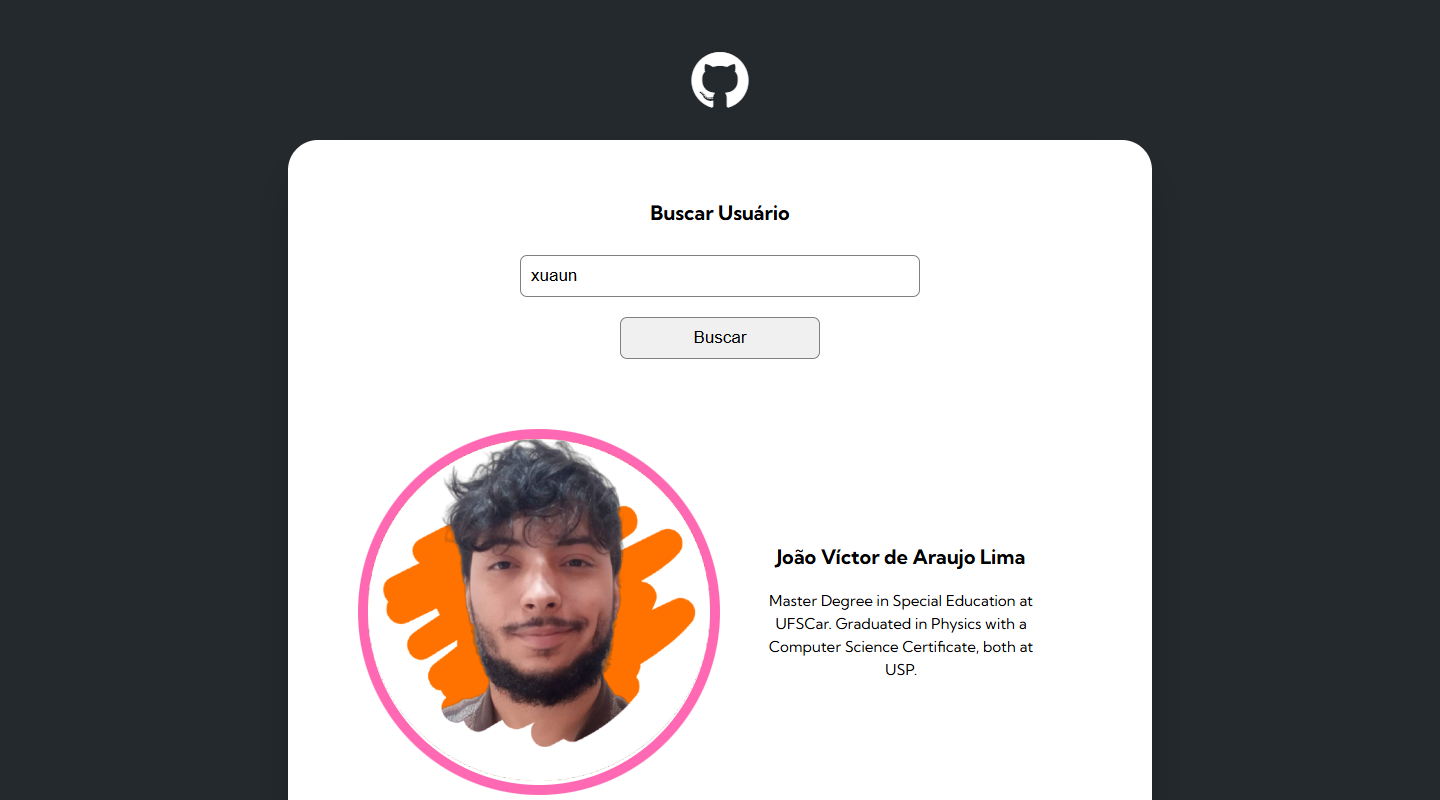 Buscar Usuário
xuaun
Buscar
João Víctor de Araujo Lima
Master Degree in Special Education at
UFSCar. Graduated in Physics with a
Computer Science Certificate, both at
USP.